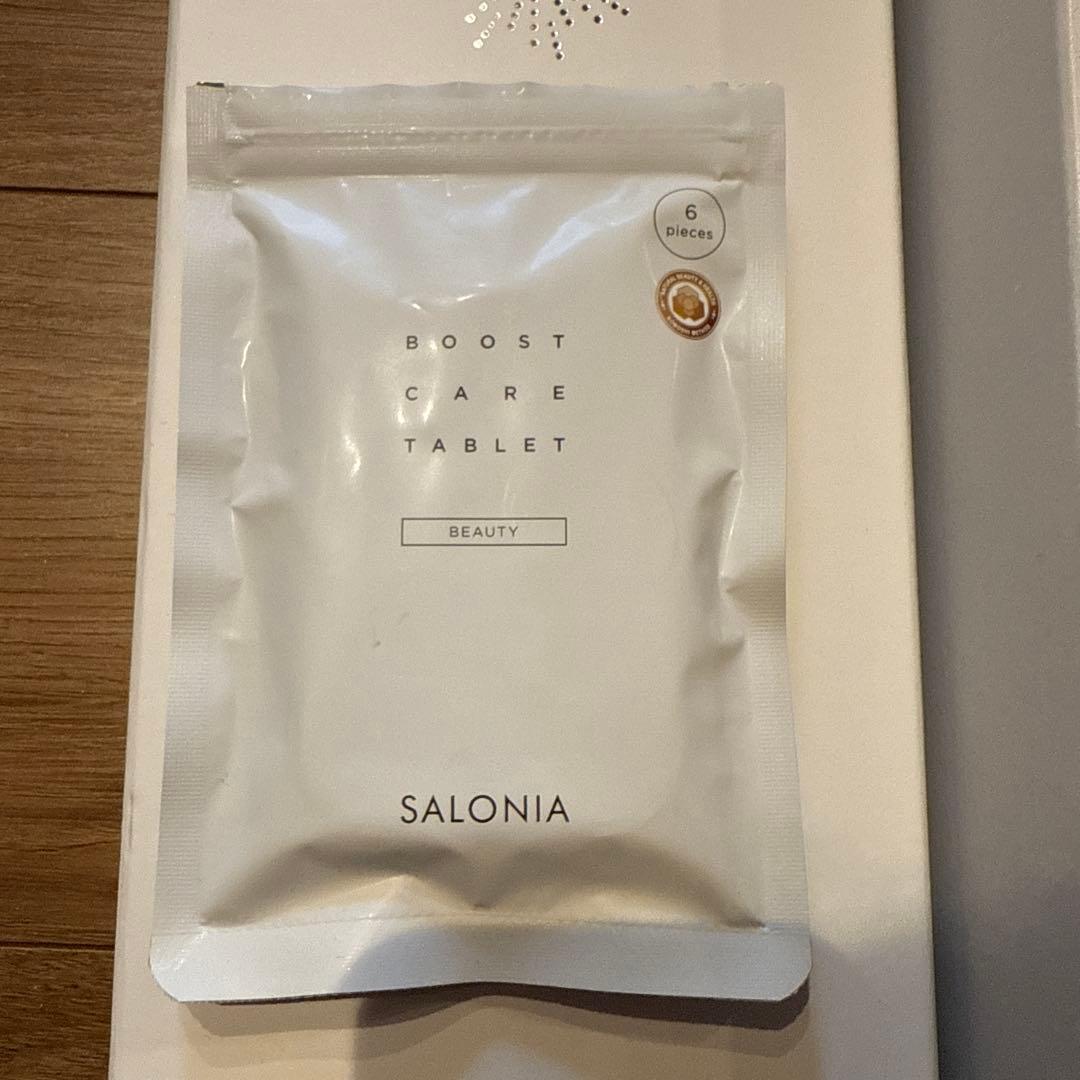 6
pieces
BOOST
CARE
TABLET
BEAUTY
SALONIA